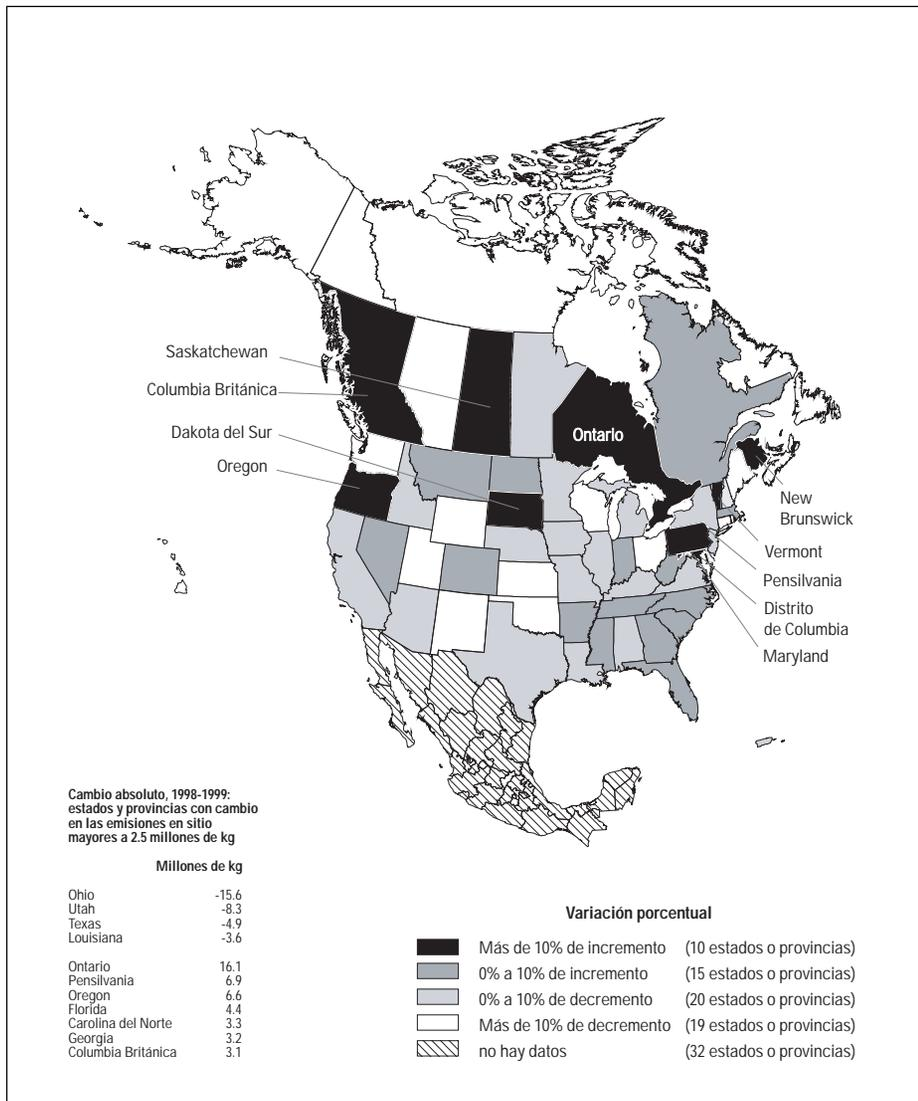 Saskatchewan
Columbia Británica
Dakota del Sur
Oregon
Ontario
New
Brunswick
Vermont
Pensilvania
Distrito
de Columbia
Maryland
Cambio absoluto, 1998-1999:
estados y provincias con cambio
en las emisiones en sitio
mayores a 2.5 millones de kg
Millones de kg
Ohio -15.6
Utah -8.3
Texas -4.9
Louisiana -3.6
Ontario 16.1
Pensilvania 6.9
Oregon 6.6
Florida 4.4
Carolina del Norte 3.3
Georgia 3.2
Columbia Británica 3.1
Variación porcentual
Más de 10% de incremento (10 estados o provincias)
0% a 10% de incremento (15 estados o provincias)
0% a 10% de decremento (20 estados o provincias)
Más de 10% de decremento (19 estados o provincias)
no hay datos (32 estados o provincias)